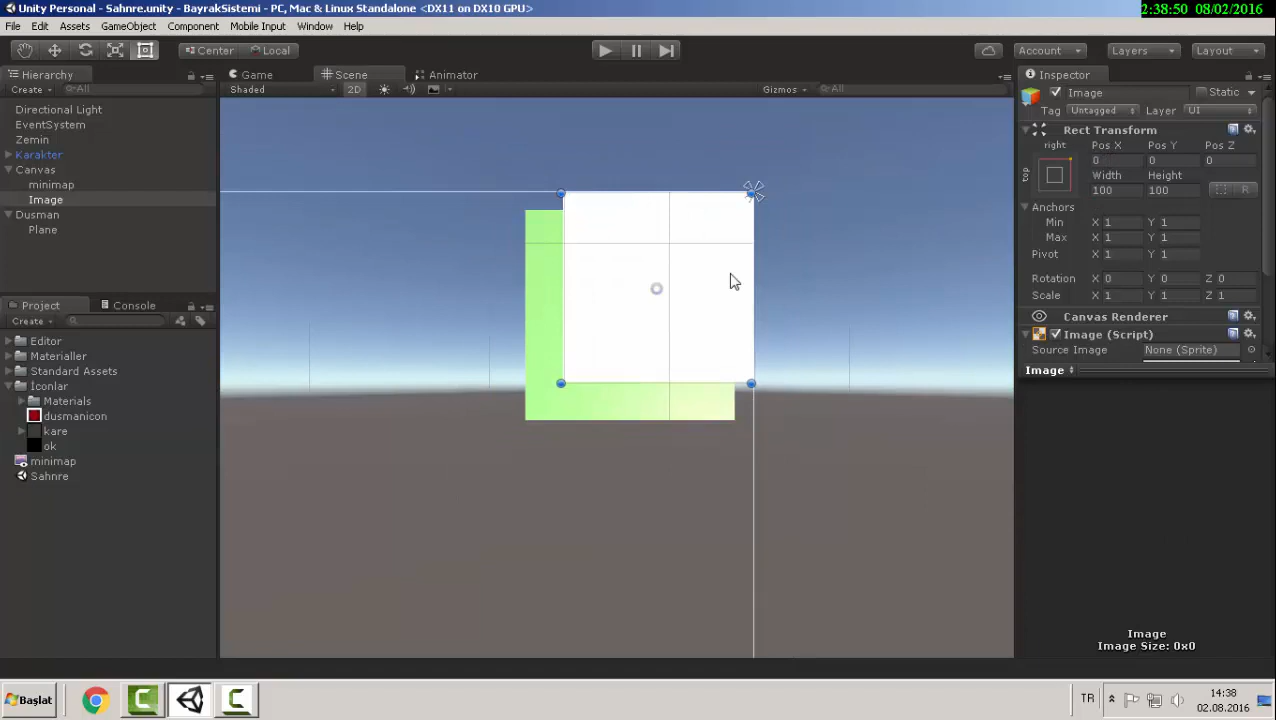 Unity Personal - Sahnre.unity - BayrakSistemi - PC, Mac & Linux Standalone <DX11 on DX10 GPU>
2:38:50 08/02/2016
File Edit Assets GameObject Component Mobile Input Window Help
Center Local Account Layers Layout
Hierarchy Game Scene Animator Inspector
Create All Shaded 2D Gizmos All
Image Static
Tag Untagged Layer UI
Directional Light
EventSystem
Zemin
Karakter
Canvas
minimap
Image
Dusman
Plane
Rect Transform
right Pos X Pos Y Pos Z
top
0 0 0
Width Height
100 100 R
Anchors
Min X 1 Y 1
Max X 1 Y 1
Pivot X 1 Y 1
Rotation X 0 Y 0 Z 0
Scale X 1 Y 1 Z 1
Canvas Renderer
Image (Script)
Source Image None (Sprite)
Image
Project Console
Create
Editor
Materialler
Standard Assets
İconlar
Materials
dusmanicon
kare
ok
minimap
Sahnre
Image
Image Size: 0x0
Başlat
TR
14:38
02.08.2016